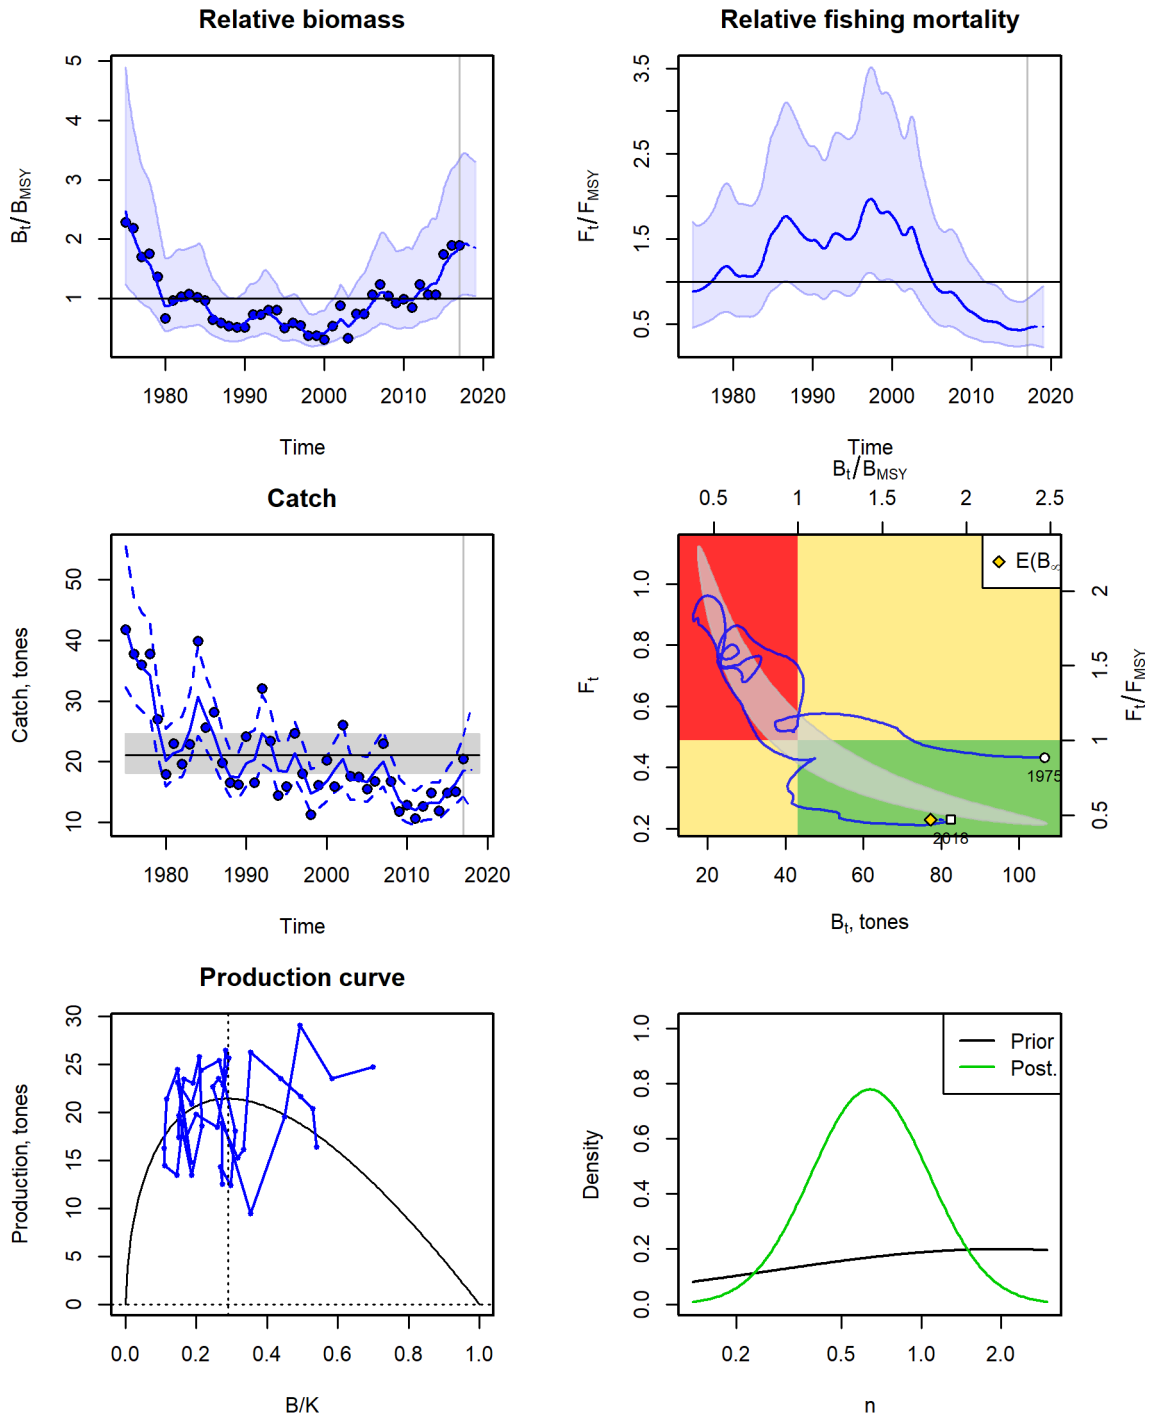 Relative biomass
Bt/BMSY
5
4
3
2
1
1980 1990 2000 2010 2020
Time
Relative fishing mortality
Ft/FMSY
3.5
2.5
1.5
0.5
1980 1990 2000 2010 2020
Time
Catch
Catch, tones
50
40
30
20
10
1980 1990 2000 2010 2020
Time
Bt/BMSY
0.5 1 1.5 2 2.5
Ft
1.0
0.8
0.6
0.4
0.2
E(B∞
1975
2018
2
1.5
1
0.5
Ft/FMSY
20 40 60 80 100
Bt, tones
Production curve
Production, tones
30
25
20
15
10
5
0
0.0 0.2 0.4 0.6 0.8 1.0
B/K
Density
1.0
0.8
0.6
0.4
0.2
0.0
Prior
Post.
0.2 0.5 1.0 2.0
n